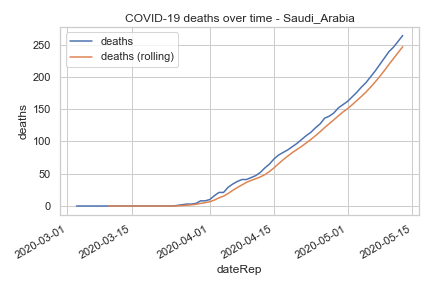 COVID-19 deaths over time - Saudi_Arabia
deaths
deaths (rolling)
deaths
250
200
150
100
50
0
2020-03-01
2020-03-15
2020-04-01
2020-04-15
2020-05-01
2020-05-15
dateRep